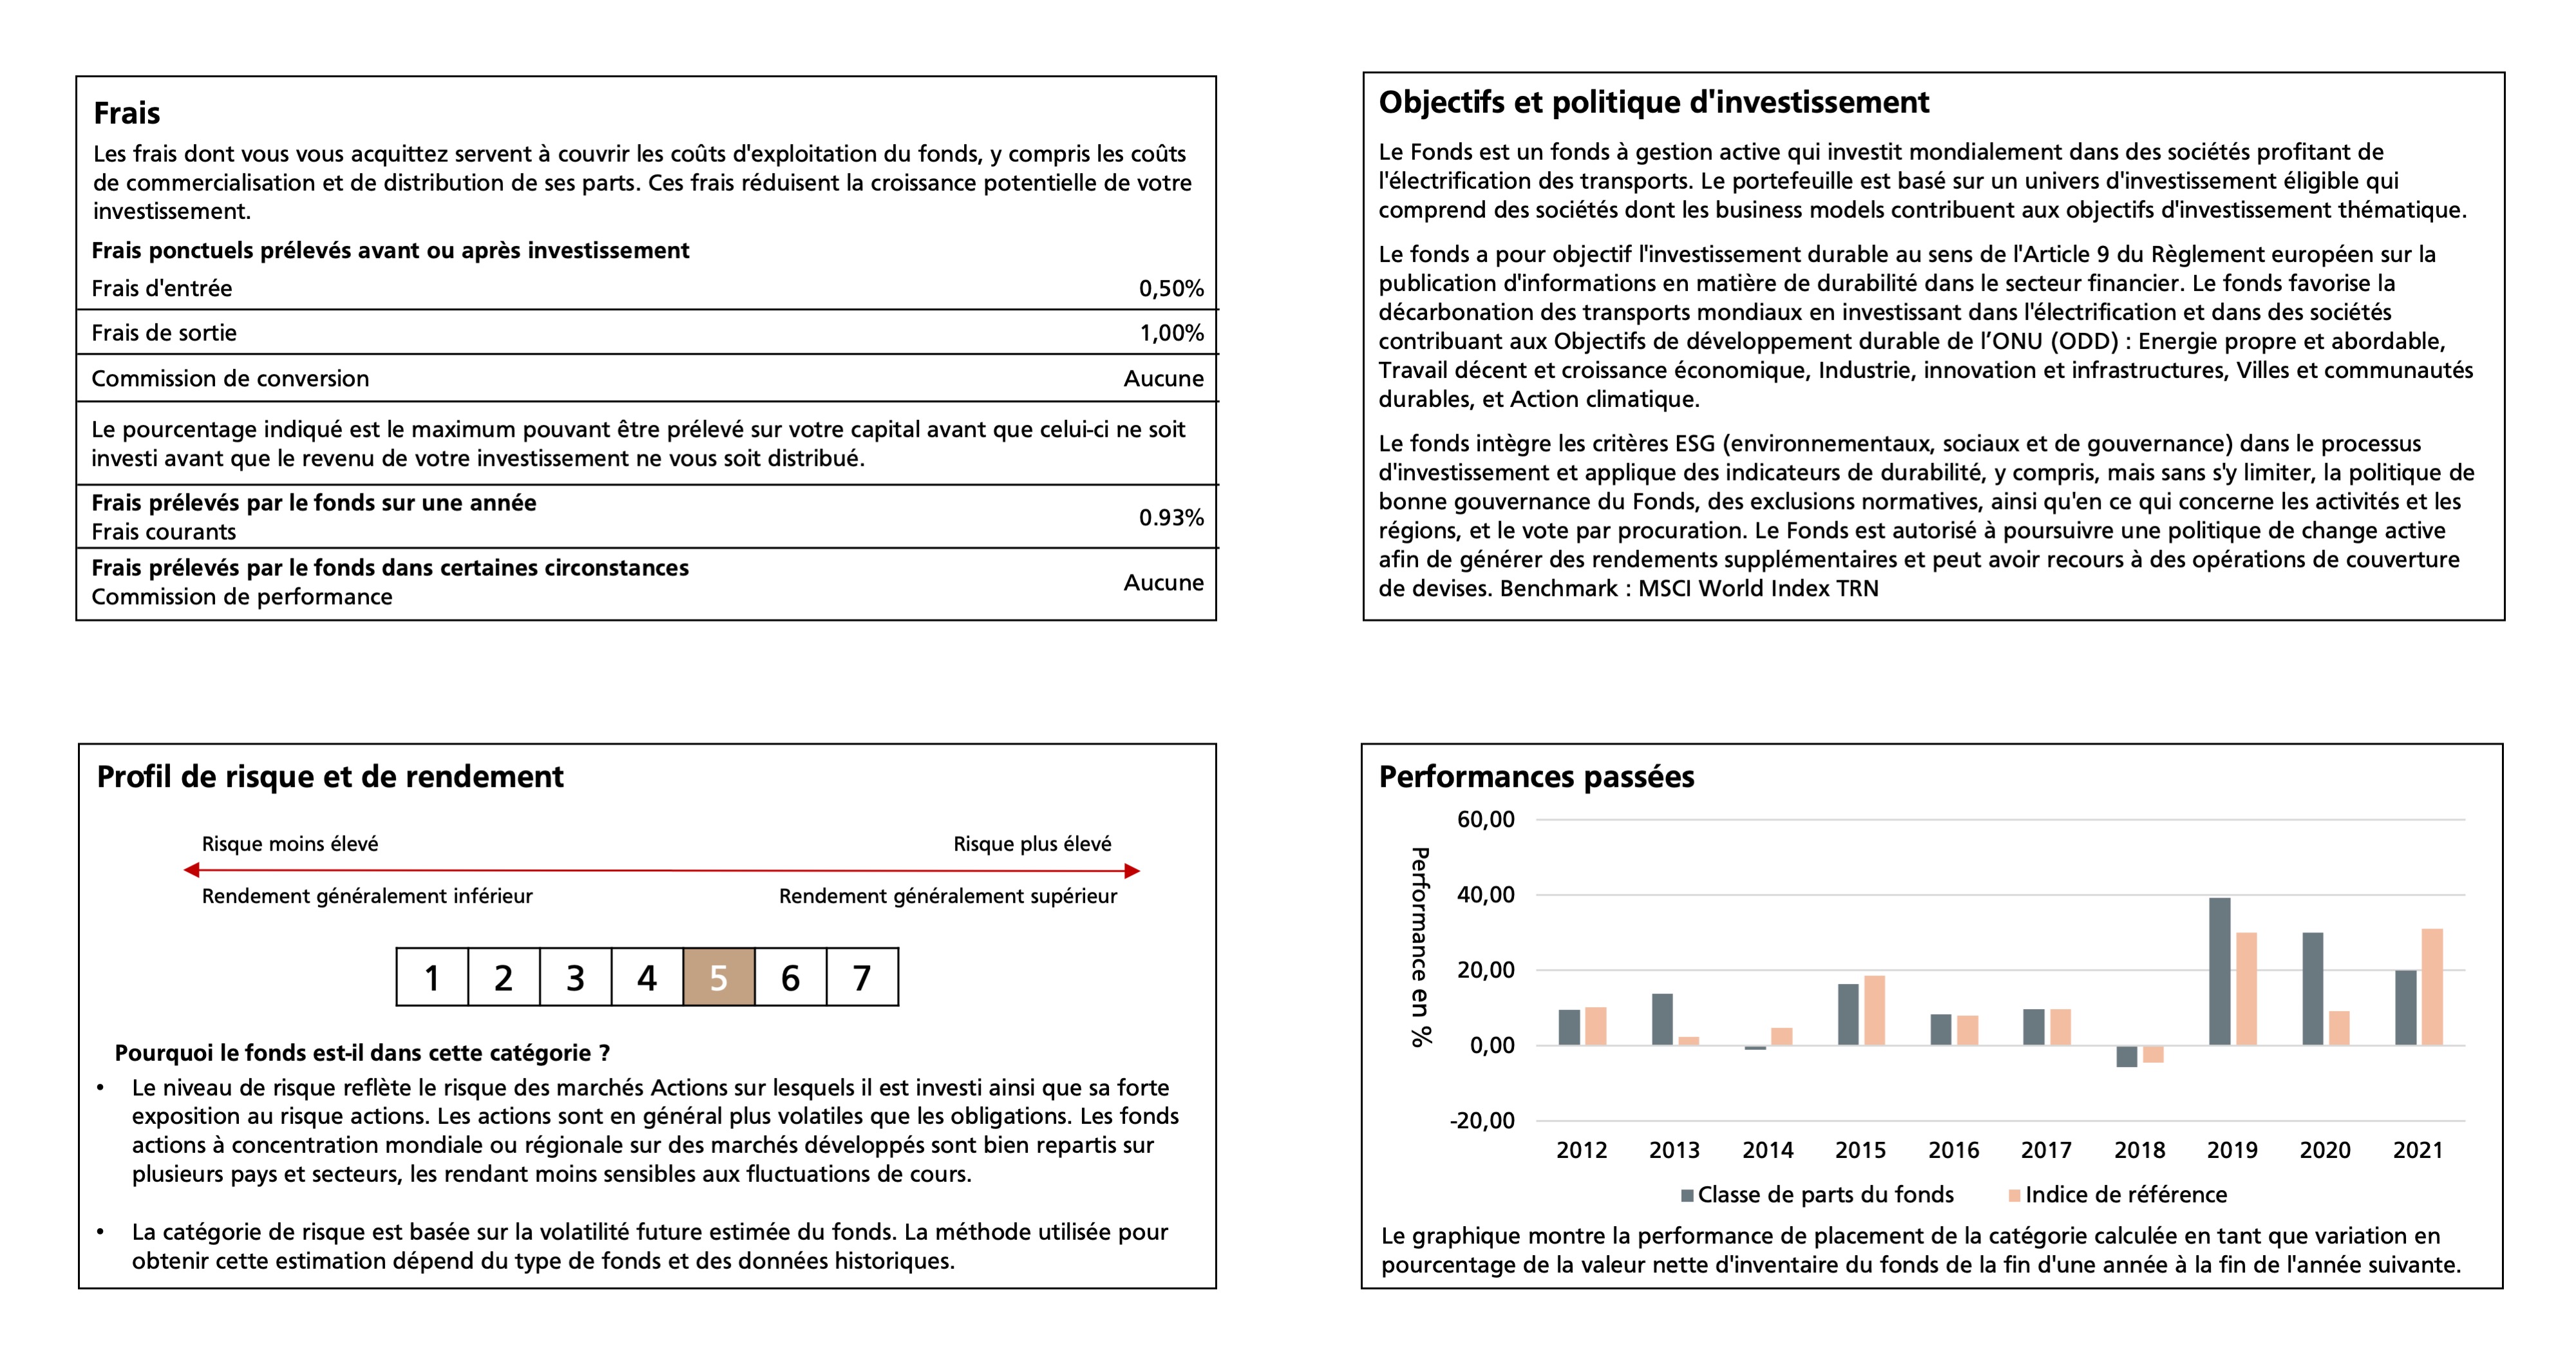 Frais
Les frais dont vous vous acquittez servent à couvrir les coûts d'exploitation du fonds, y compris les coûts
de commercialisation et de distribution de ses parts. Ces frais réduisent la croissance potentielle de votre
investissement.
Frais ponctuels prélevés avant ou après investissement
Frais d'entrée 0,50%
Frais de sortie 1,00%
Commission de conversion Aucune
Le pourcentage indiqué est le maximum pouvant être prélevé sur votre capital avant que celui-ci ne soit
investi avant que le revenu de votre investissement ne vous soit distribué.
Frais prélevés par le fonds sur une année
Frais courants 0.93%
Frais prélevés par le fonds dans certaines circonstances
Commission de performance Aucune
Objectifs et politique d'investissement
Le Fonds est un fonds à gestion active qui investit mondialement dans des sociétés profitant de
l'électrification des transports. Le portefeuille est basé sur un univers d'investissement éligible qui
comprend des sociétés dont les business models contribuent aux objectifs d'investissement thématique.
Le fonds a pour objectif l'investissement durable au sens de l'Article 9 du Règlement européen sur la
publication d'informations en matière de durabilité dans le secteur financier. Le fonds favorise la
décarbonation des transports mondiaux en investissant dans l'électrification et dans des sociétés
contribuant aux Objectifs de développement durable de l’ONU (ODD) : Energie propre et abordable,
Travail décent et croissance économique, Industrie, innovation et infrastructures, Villes et communautés
durables, et Action climatique.
Le fonds intègre les critères ESG (environnementaux, sociaux et de gouvernance) dans le processus
d'investissement et applique des indicateurs de durabilité, y compris, mais sans s'y limiter, la politique de
bonne gouvernance du Fonds, des exclusions normatives, ainsi qu'en ce qui concerne les activités et les
régions, et le vote par procuration. Le Fonds est autorisé à poursuivre une politique de change active
afin de générer des rendements supplémentaires et peut avoir recours à des opérations de couverture
de devises. Benchmark : MSCI World Index TRN
Profil de risque et de rendement
Risque moins élevé Risque plus élevé
Rendement généralement inférieur Rendement généralement supérieur
1 2 3 4 5 6 7
Pourquoi le fonds est-il dans cette catégorie ?
• Le niveau de risque reflète le risque des marchés Actions sur lesquels il est investi ainsi que sa forte
exposition au risque actions. Les actions sont en général plus volatiles que les obligations. Les fonds
actions à concentration mondiale ou régionale sur des marchés développés sont bien repartis sur
plusieurs pays et secteurs, les rendant moins sensibles aux fluctuations de cours.
• La catégorie de risque est basée sur la volatilité future estimée du fonds. La méthode utilisée pour
obtenir cette estimation dépend du type de fonds et des données historiques.
Performances passées
Performance en %
60,00
40,00
20,00
0,00
-20,00
2012 2013 2014 2015 2016 2017 2018 2019 2020 2021
Classe de parts du fonds Indice de référence
Le graphique montre la performance de placement de la catégorie calculée en tant que variation en
pourcentage de la valeur nette d'inventaire du fonds de la fin d'une année à la fin de l'année suivante.